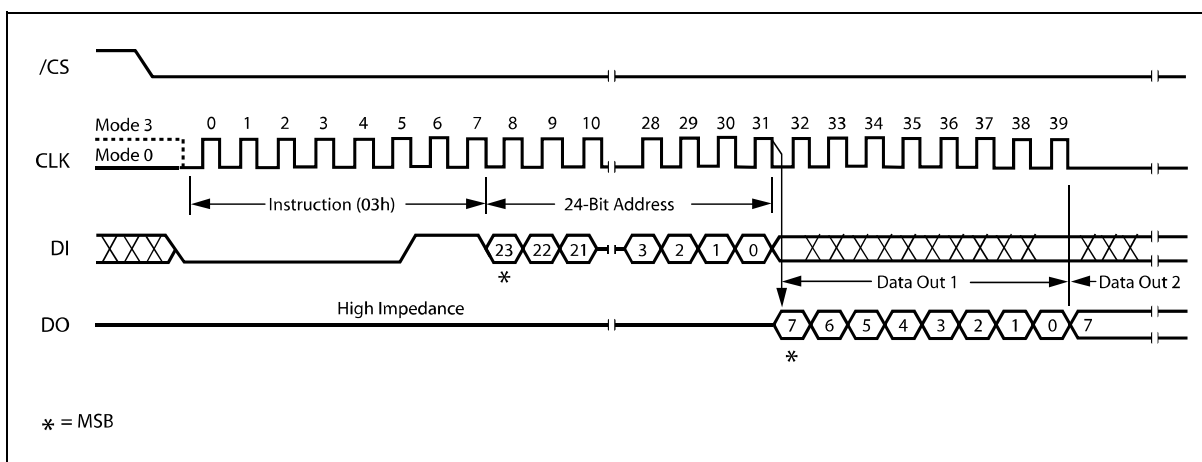 /CS
Mode 3
0 1 2 3 4 5 6 7 8 9 10 28 29 30 31 32 33 34 35 36 37 38 39
CLK
Mode 0
Instruction (03h)
24-Bit Address
DI
23 22 21 3 2 1 0
*
Data Out 1
Data Out 2
High Impedance
DO
7 6 5 4 3 2 1 0 7
*
* = MSB